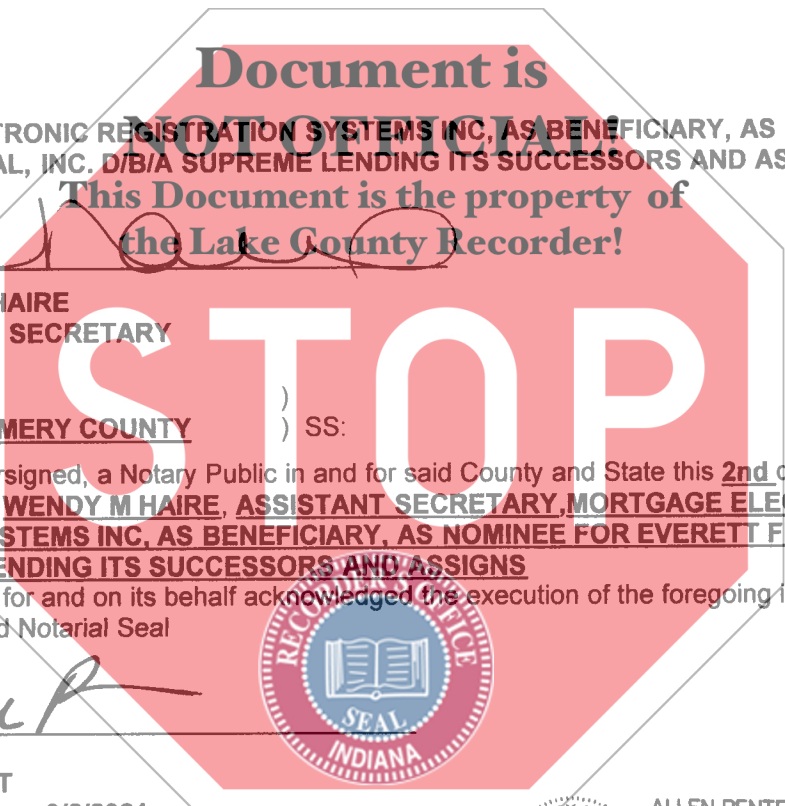 Document is
NOT OFFICIAL!
TRONIC REGISTRATION SYSTEMS INC, AS BENEFICIARY, AS
AL, INC. D/B/A SUPREME LENDING ITS SUCCESSORS AND AS
This Document is the property of
the Lake County Recorder!
HAIRE
SECRETARY
STOP
)
MERY COUNTY ) SS:
rsigned, a Notary Public in and for said County and State this 2nd
WENDY M HAIRE, ASSISTANT SECRETARY,MORTGAGE ELEC
STEMS INC, AS BENEFICIARY, AS NOMINEE FOR EVERETT F
ENDING ITS SUCCESSORS AND ASSIGNS
for and on its behalf acknowledged the execution of the foregoing i
d Notarial Seal
RECORDER'S OFFICE
SEAL
INDIANA
T